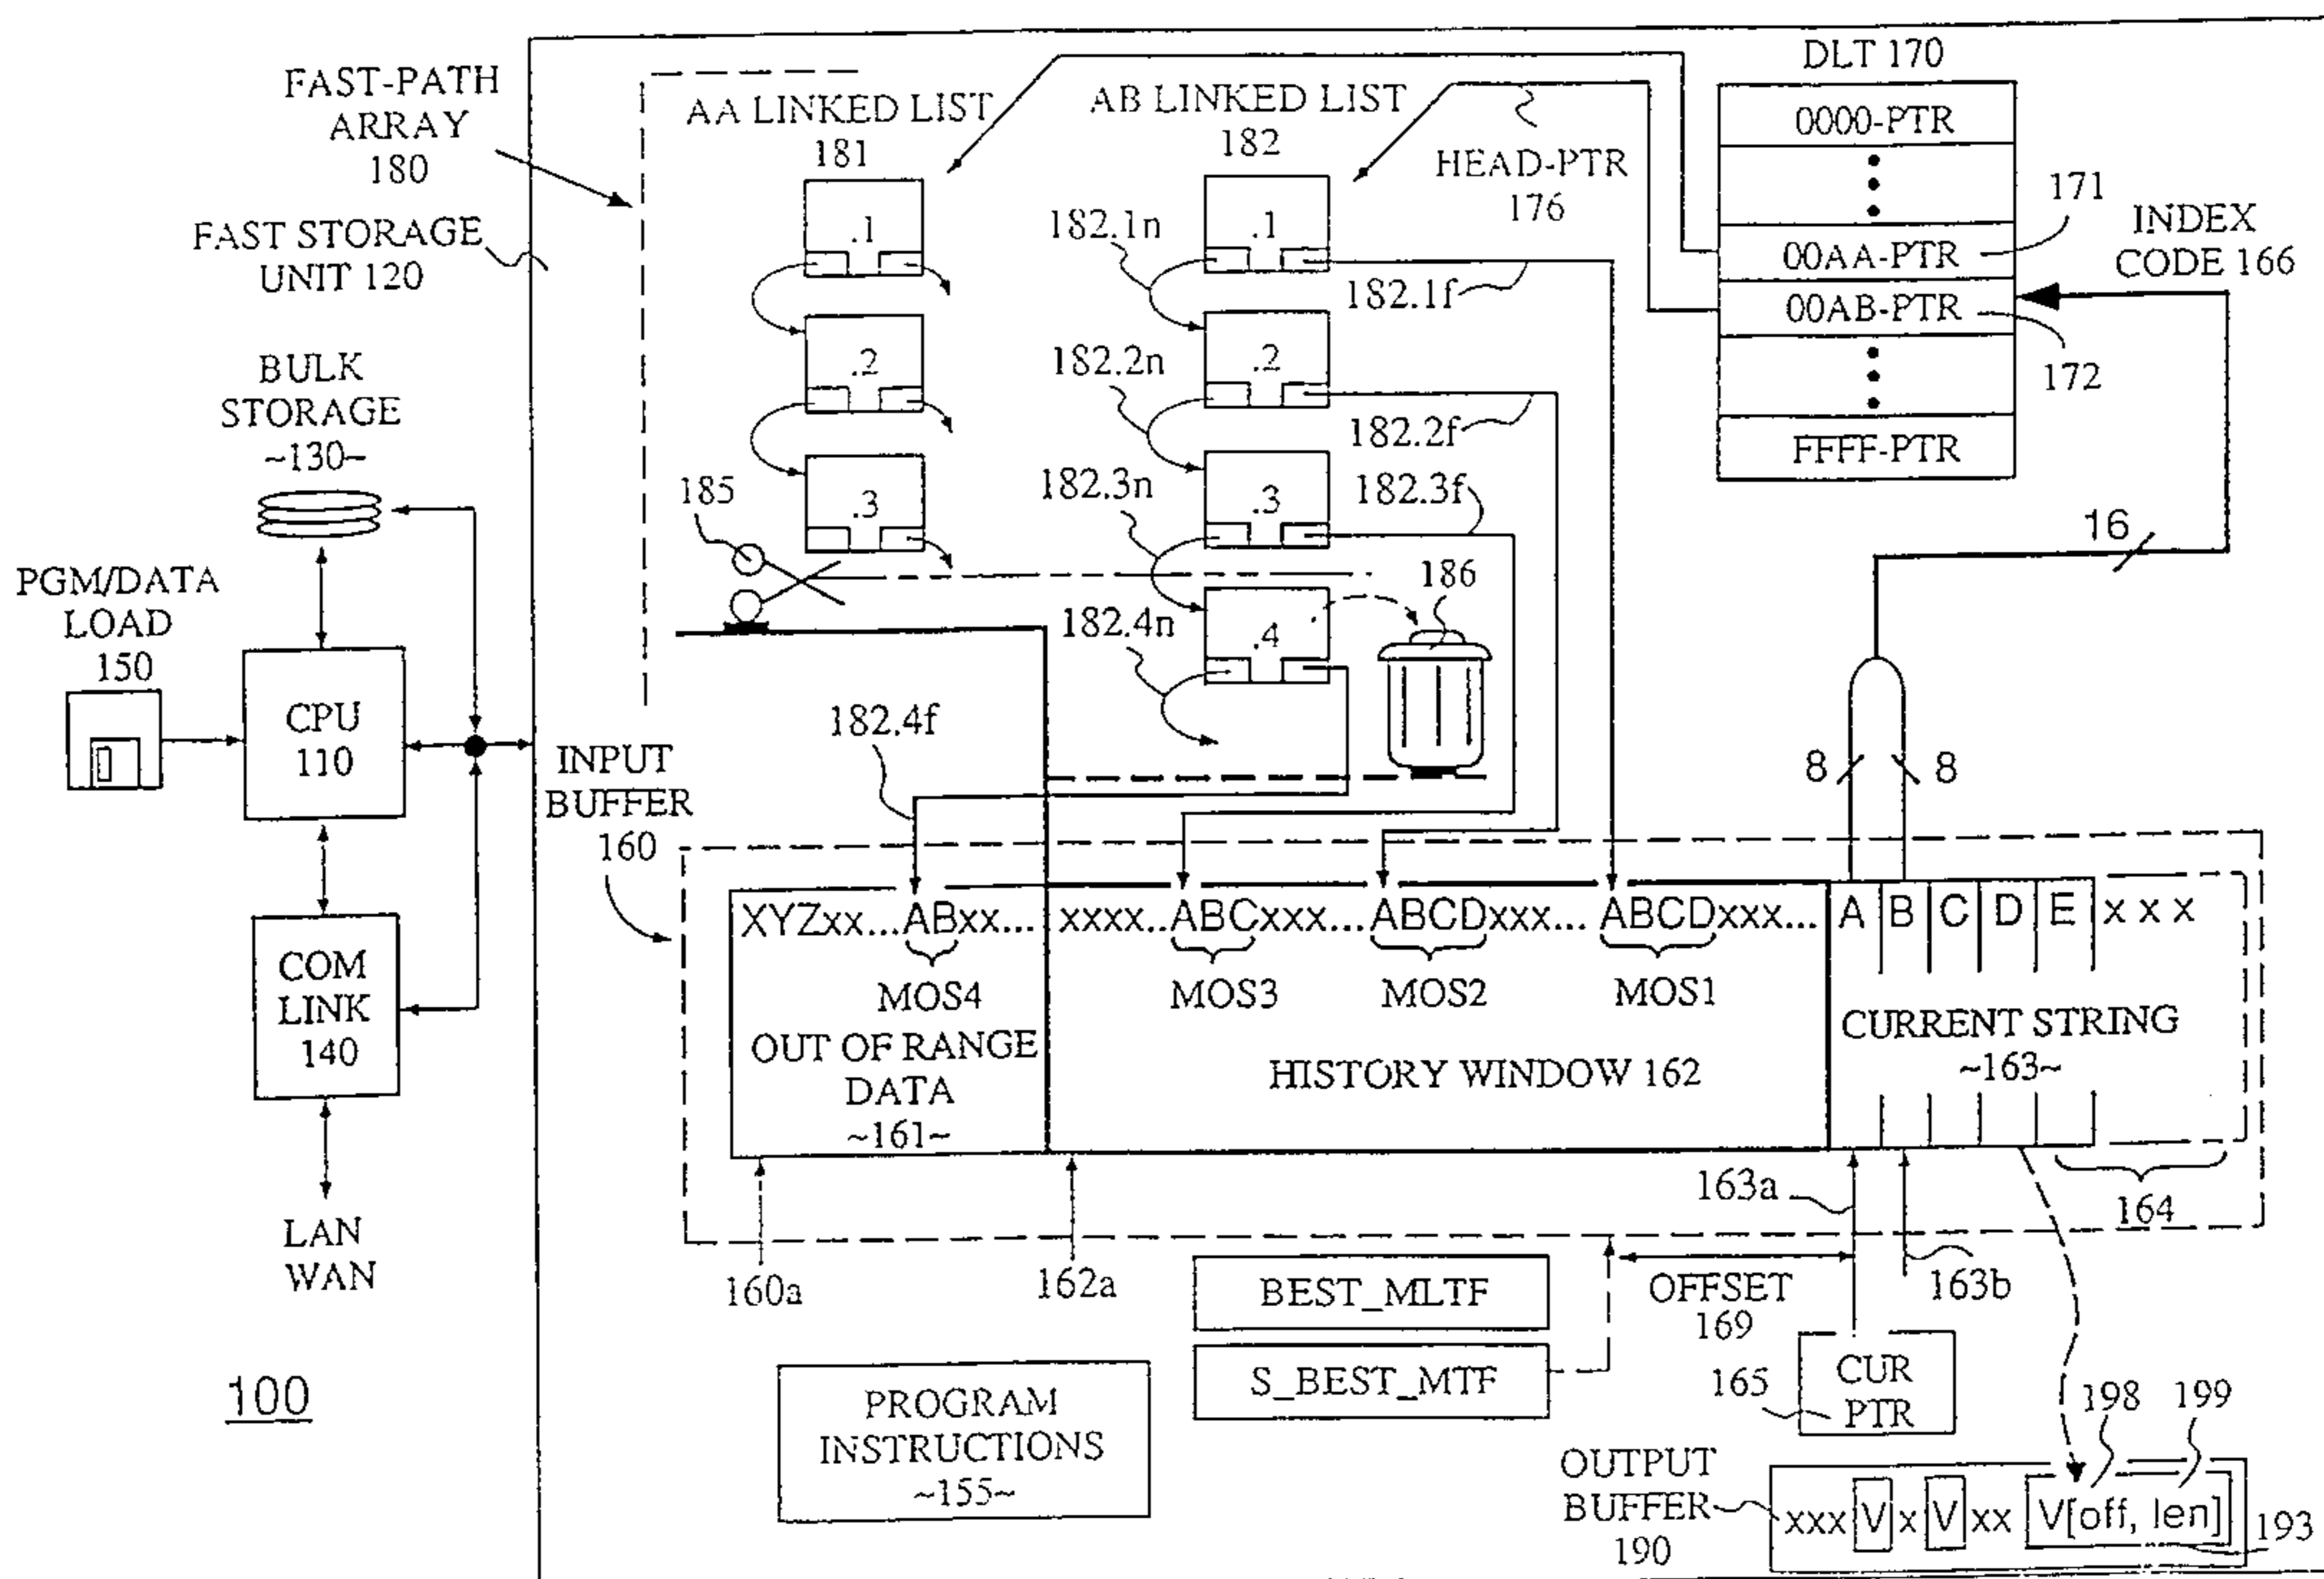 FAST-PATH
ARRAY
180
FAST STORAGE
UNIT 120
BULK
STORAGE
~130~
PGM/DATA
LOAD
150
CPU
110
COM
LINK
140
LAN
WAN
100
AA LINKED LIST
181
.1
.2
.3
185
AB LINKED LIST
182
182.1n
.1
182.1f
182.2n
.2
182.2f
182.3n
.3
182.3f
182.4n
.4
182.4f
186
HEAD-PTR
176
DLT 170
0000-PTR
00AA-PTR
00AB-PTR
FFFF-PTR
171
172
INDEX
CODE 166
16
8
8
INPUT
BUFFER
160
XYZxx...ABxx...
MOS4
OUT OF RANGE
DATA
~161~
xxxx..ABCxxx...ABCDxxx... ABCDxxx...
MOS3
MOS2
MOS1
HISTORY WINDOW 162
A B C D E x x x
CURRENT STRING
~163~
164
160a
162a
163a
163b
OFFSET
169
BEST_MLTF
S_BEST_MTF
CUR
PTR
165
PROGRAM
INSTRUCTIONS
~155~
OUTPUT
BUFFER
190
xxx V x V xx V[off, len]
198
199
193